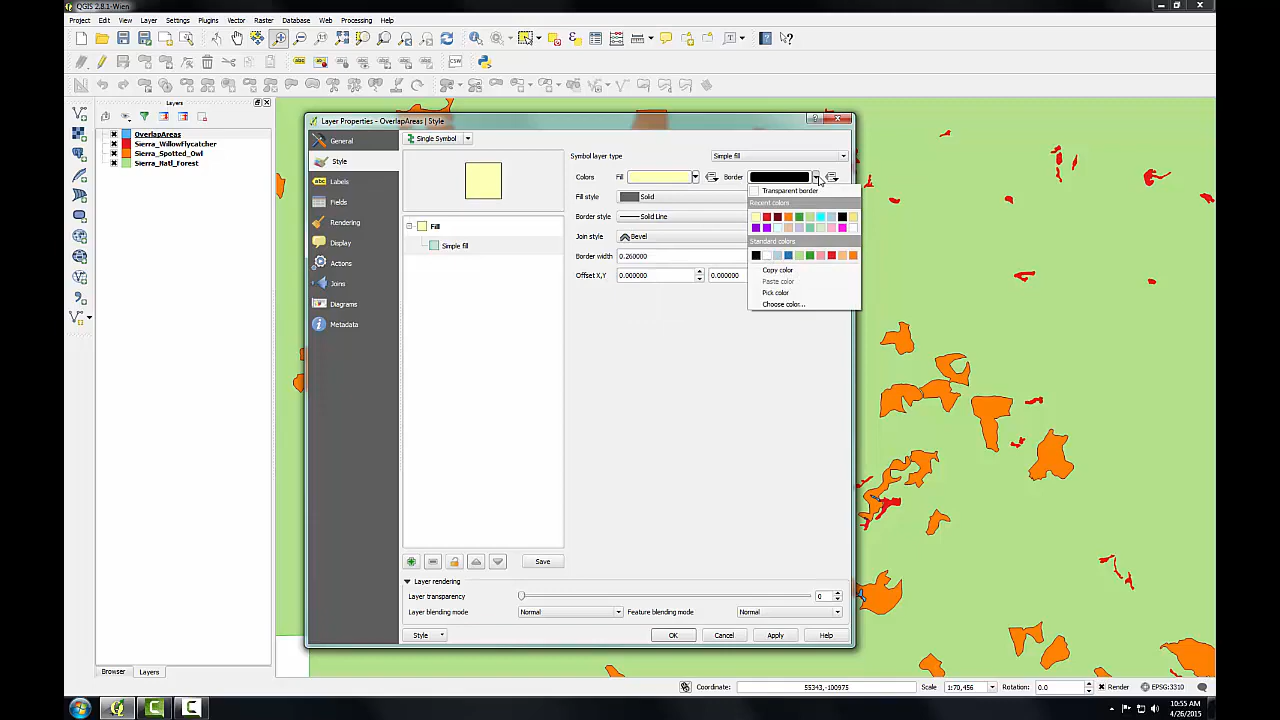 QGIS 2.8.1-Wien
Project Edit View Layer Settings Plugins Vector Raster Database Web Processing Help
Layers
OverlapAreas
Sierra_WillowFlycatcher
Sierra_Spotted_Owl
Sierra_Natl_Forest
Layer Properties - OverlapAreas | Style
General
Style
Labels
Fields
Rendering
Display
Actions
Joins
Diagrams
Metadata
Single Symbol
Fill
Simple fill
Save
Symbol layer type Simple fill
Colors Fill Border
Fill style Solid
Border style Solid Line
Join style Bevel
Border width 0.260000
Offset X,Y 0.000000 0.000000
Transparent border
Recent colors
Standard colors
Copy color
Paste color
Pick color
Choose color...
Layer rendering
Layer transparency 0
Layer blending mode Normal Feature blending mode Normal
Style OK Cancel Apply Help
Browser Layers
Coordinate: 55343,-100975 Scale 1:70,456 Rotation: 0.0 Render EPSG:3310
10:55 AM
4/26/2015